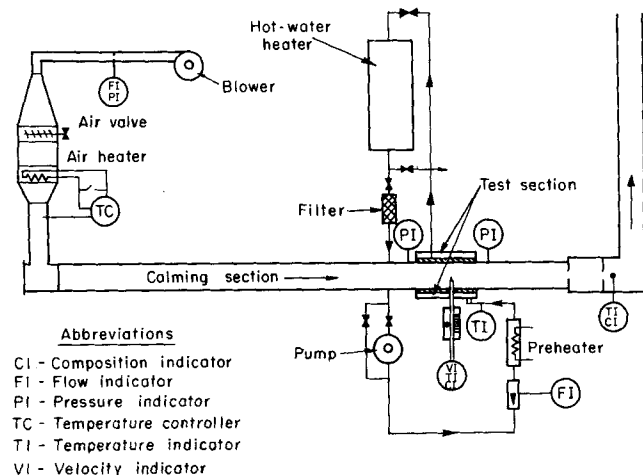 Hot-water
heater
FI
PI
Blower
Air valve
Air heater
TC
Test section
Filter
PI
PI
Calming section
TI
CI
TI
Pump
Preheater
VI
TI
CI
FI
Abbreviations
CI - Composition indicator
FI - Flow indicator
PI - Pressure indicator
TC - Temperature controller
TI - Temperature indicator
VI - Velocity indicator